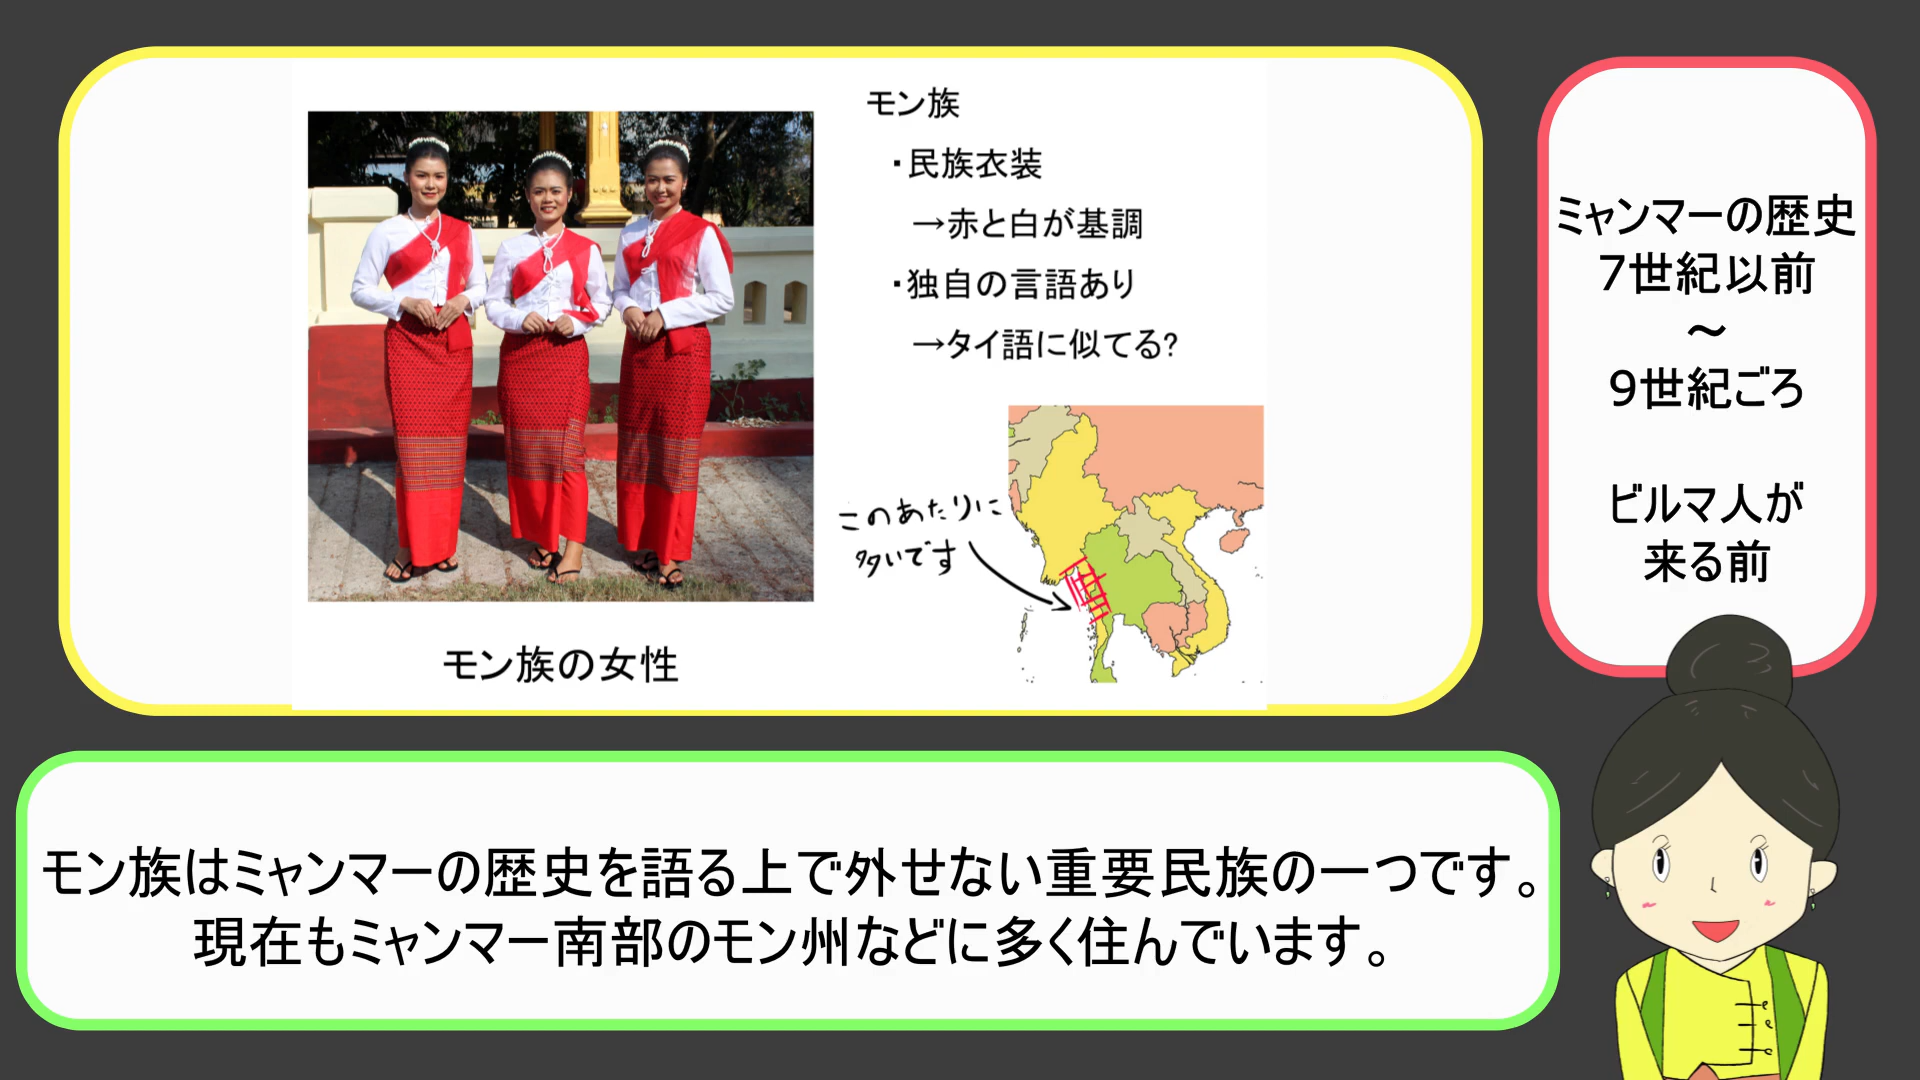 モン族
・民族衣装
→赤と白が基調
・独自の言語あり
→タイ語に似てる?
このあたりに
多いです
モン族の女性
ミャンマーの歴史
7世紀以前
～
9世紀ごろ
ビルマ人が
来る前
モン族はミャンマーの歴史を語る上で外せない重要民族の一つです。
現在もミャンマー南部のモン州などに多く住んでいます。